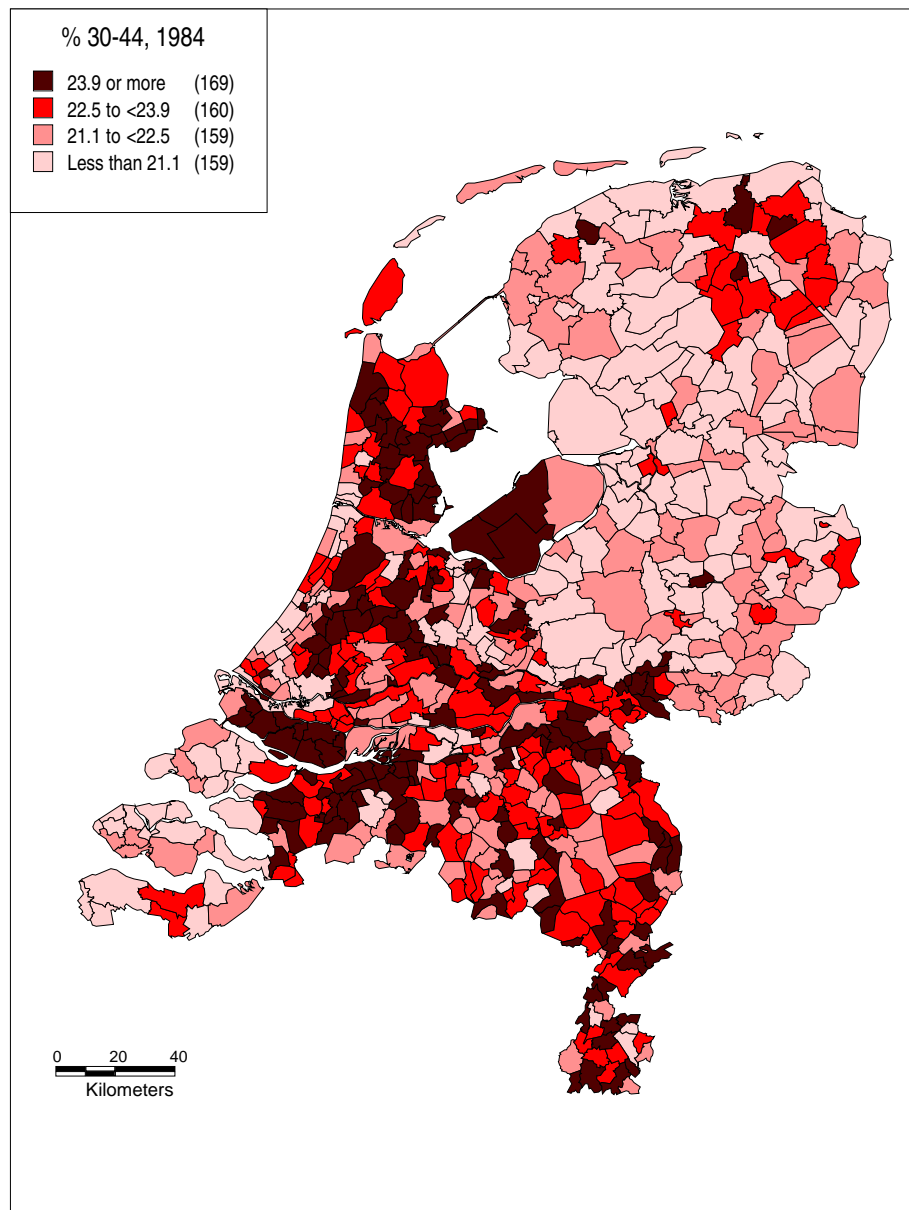 % 30-44, 1984
23.9 or more (169)
22.5 to <23.9 (160)
21.1 to <22.5 (159)
Less than 21.1 (159)
0 20 40
Kilometers